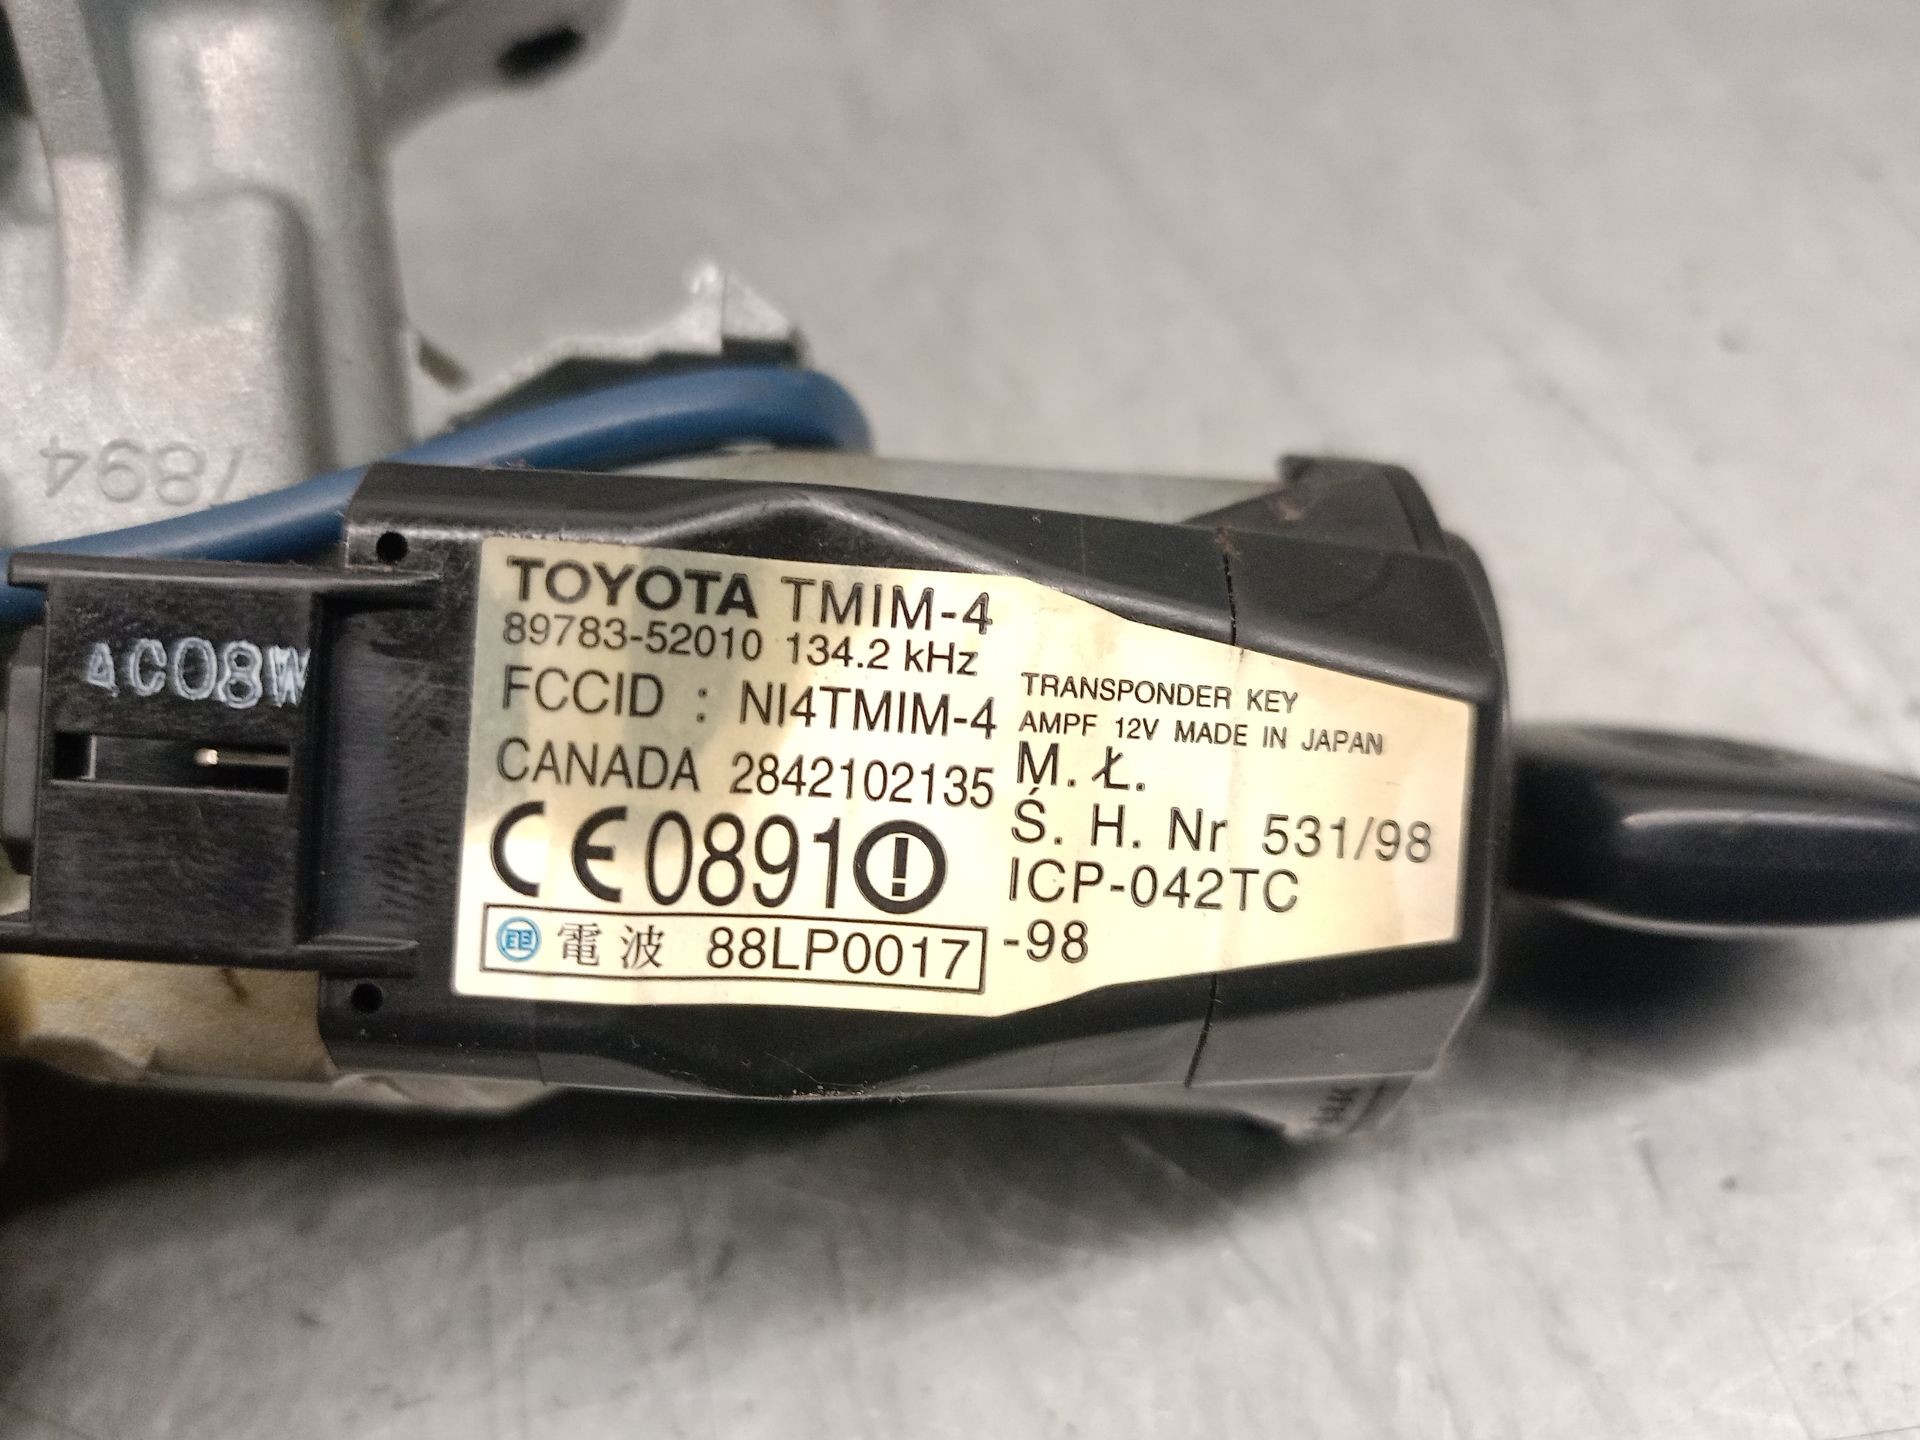 7894
4C08W
TOYOTA TMIM-4
89783-52010 134.2 kHz
FCCID : NI4TMIM-4
CANADA 2842102135
CE0891
電波 88LP0017
TRANSPONDER KEY
AMPF 12V MADE IN JAPAN
M. Ł.
Ś. H. Nr 531/98
ICP-042TC
-98